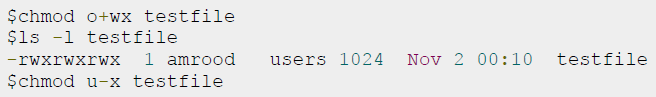 $chmod o+wx testfile
$ls -l testfile
-rwxrwxrwx  1 amrood   users 1024  Nov 2 00:10  testfile
$chmod u-x testfile